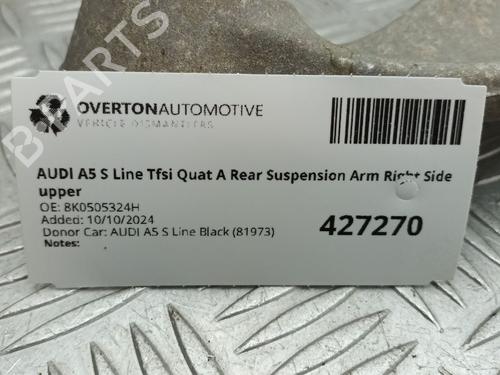 B-PARTS
OVERTONAUTOMOTIVE
VEHICLE DISMANTLERS
AUDI A5 S Line Tfsi Quat A Rear Suspension Arm Right Side
upper
OE: 8K0505324H
Added: 10/10/2024
Donor Car: AUDI A5 S Line Black (81973)
Notes:
427270